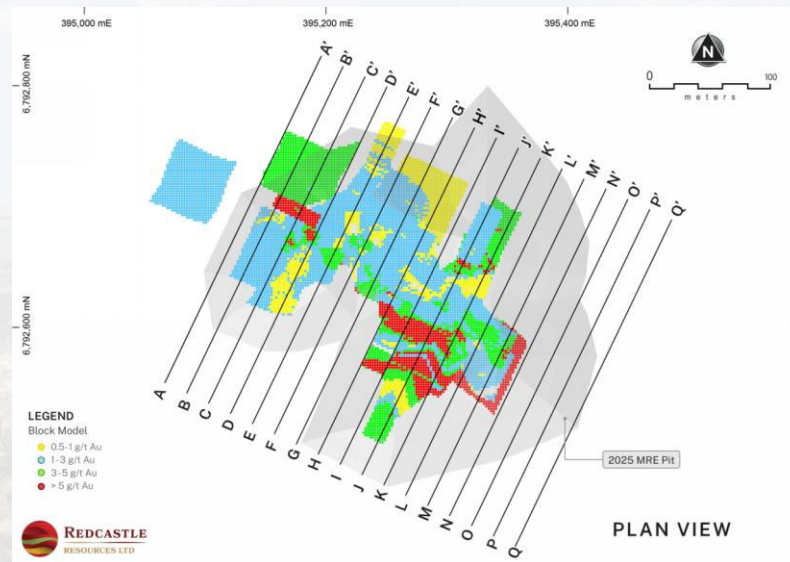 395,000 mE
395,200 mE
395,400 mE
6,792,800 mN
6,792,600 mN
N
0 100
meters
A'
B'
C'
D'
E'
F'
G'
H'
I'
J'
K'
L'
M'
N'
O'
P'
Q'
A
B
C
D
E
F
G
H
I
J
K
L
M
N
O
P
Q
LEGEND
Block Model
0.5-1 g/t Au
1-3 g/t Au
3-5 g/t Au
>5 g/t Au
2025 MRE Pit
REDCASTLE
RESOURCES LTD
PLAN VIEW